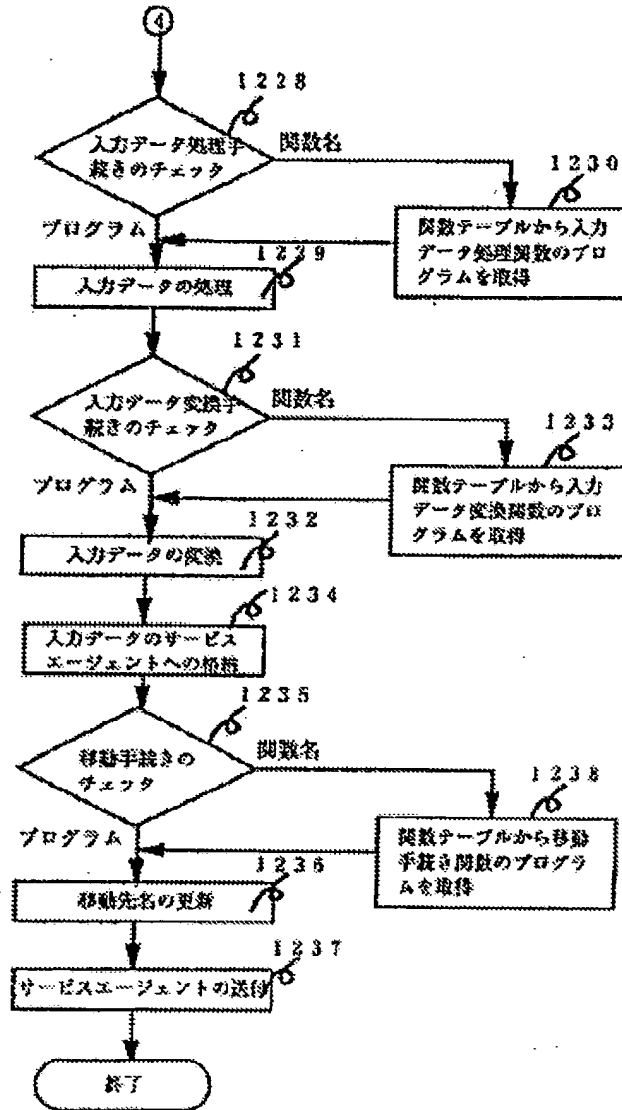 ④
1228
入力データ処理手
続きのチェック
関数名
1230
関数テーブルから入力
データ処理関数のプロ
グラムを取得
プログラム
1229
入力データの処理
1231
入力データ変換手
続きのチェック
関数名
1233
関数テーブルから入力
データ変換関数のプロ
グラムを取得
プログラム
1232
入力データの変換
1234
入力データのサービス
エージェントへの格納
1235
移動手続きの
チェック
関数名
1238
関数テーブルから移動
手続き関数のプログラ
ムを取得
プログラム
1236
移動先名の更新
1237
サービスエージェントの送付
終了